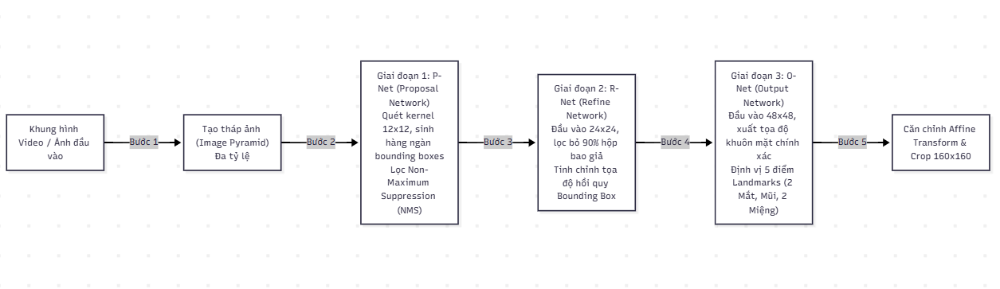 Khung hình
Video / Ảnh đầu
vào
Bước 1
Tạo tháp ảnh
(Image Pyramid)
Đa tỷ lệ
Bước 2
Giai đoạn 1: P-
Net (Proposal
Network)
Quét kernel
12x12, sinh
hàng ngàn
bounding boxes
Lọc Non-
Maximum
Suppression
(NMS)
Bước 3
Giai đoạn 2: R-
Net (Refine
Network)
Đầu vào 24x24,
lọc bỏ 90% hộp
bao giả
Tinh chỉnh tọa
độ hồi quy
Bounding Box
Bước 4
Giai đoạn 3: O-
Net (Output
Network)
Đầu vào 48x48,
xuất tọa độ
khuôn mặt chính
xác
Định vị 5 điểm
Landmarks (2
Mắt, Mũi, 2
Miệng)
Bước 5
Căn chỉnh Affine
Transform &
Crop 160x160